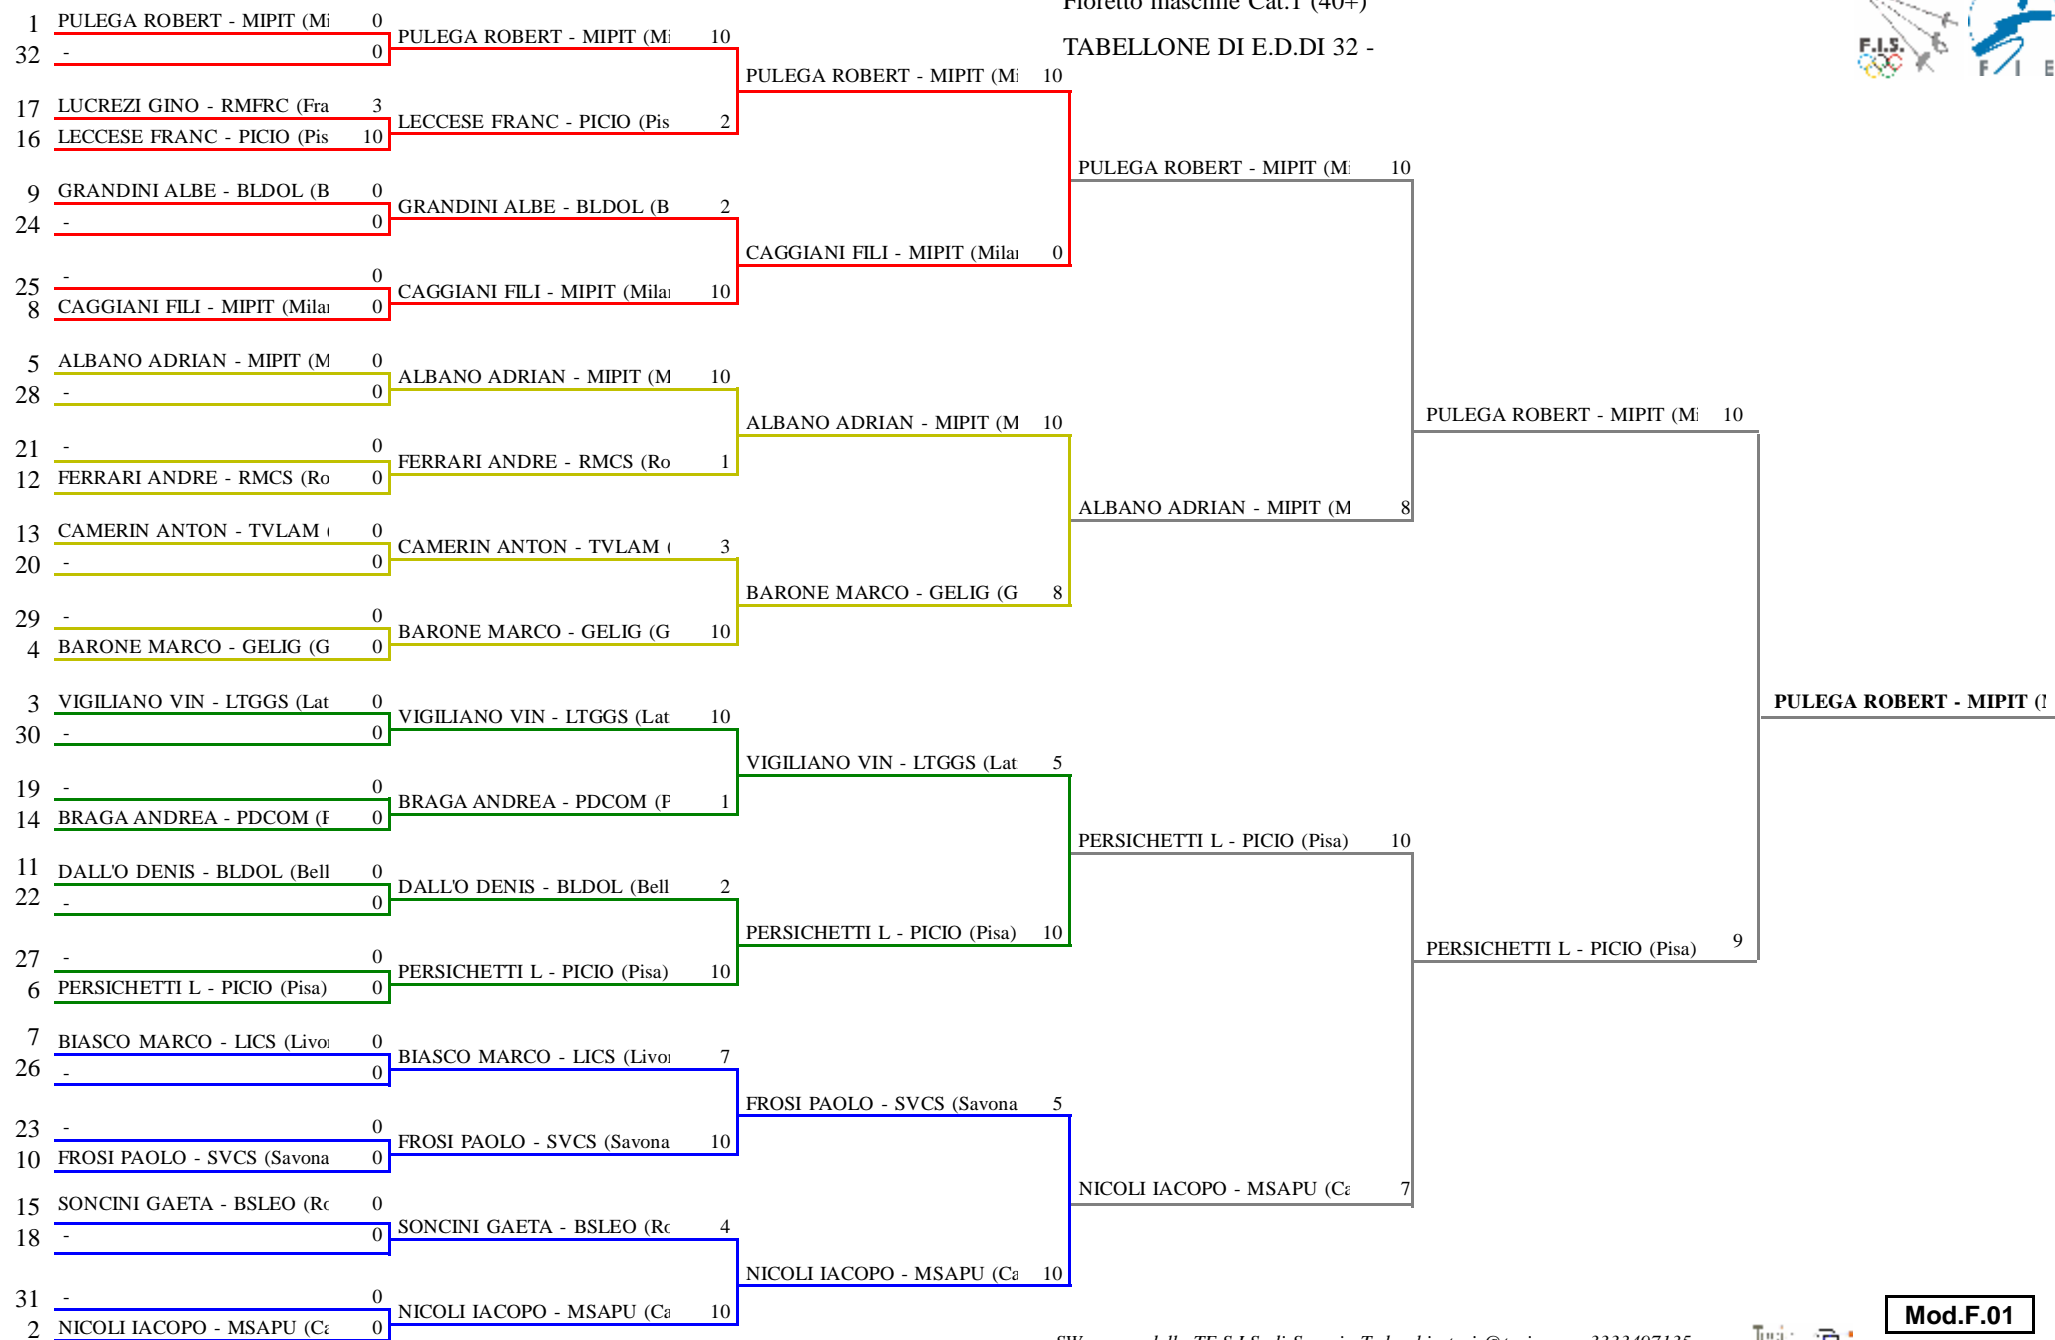 Fioretto maschile Cat.1 (40+)
TABELLONE DI E.D.DI 32 -
F.I.S.
F I E
1 PULEGA ROBERT - MIPIT (Mi 0
32 - 0
17 LUCREZI GINO - RMFRC (Fra 3
16 LECCESE FRANC - PICIO (Pis 10
9 GRANDINI ALBE - BLDOL (B 0
24 - 0
25 - 0
8 CAGGIANI FILI - MIPIT (Milan 0
5 ALBANO ADRIAN - MIPIT (M 0
28 - 0
21 - 0
12 FERRARI ANDRE - RMCS (Ro 0
13 CAMERIN ANTON - TVLAM ( 0
20 - 0
29 - 0
4 BARONE MARCO - GELIG (G 0
3 VIGILIANO VIN - LTGGS (Lat 0
30 - 0
19 - 0
14 BRAGA ANDREA - PDCOM (P 0
11 DALL'O DENIS - BLDOL (Bell 0
22 - 0
27 - 0
6 PERSICHETTI L - PICIO (Pisa) 0
7 BIASCO MARCO - LICS (Livor 0
26 - 0
23 - 0
10 FROSI PAOLO - SVCS (Savona 0
15 SONCINI GAETA - BSLEO (Ro 0
18 - 0
31 - 0
2 NICOLI IACOPO - MSAPU (Ca 0
PULEGA ROBERT - MIPIT (Mi 10
LECCESE FRANC - PICIO (Pis 2
GRANDINI ALBE - BLDOL (B 2
CAGGIANI FILI - MIPIT (Milan 10
ALBANO ADRIAN - MIPIT (M 10
FERRARI ANDRE - RMCS (Ro 1
CAMERIN ANTON - TVLAM ( 3
BARONE MARCO - GELIG (G 10
VIGILIANO VIN - LTGGS (Lat 10
BRAGA ANDREA - PDCOM (P 1
DALL'O DENIS - BLDOL (Bell 2
PERSICHETTI L - PICIO (Pisa) 10
BIASCO MARCO - LICS (Livor 7
FROSI PAOLO - SVCS (Savona 10
SONCINI GAETA - BSLEO (Ro 4
NICOLI IACOPO - MSAPU (Ca 10
PULEGA ROBERT - MIPIT (Mi 10
CAGGIANI FILI - MIPIT (Milan 0
ALBANO ADRIAN - MIPIT (M 10
BARONE MARCO - GELIG (G 8
VIGILIANO VIN - LTGGS (Lat 5
PERSICHETTI L - PICIO (Pisa) 10
FROSI PAOLO - SVCS (Savona 5
NICOLI IACOPO - MSAPU (Ca 10
PULEGA ROBERT - MIPIT (Mi 10
ALBANO ADRIAN - MIPIT (M 8
PERSICHETTI L - PICIO (Pisa) 10
NICOLI IACOPO - MSAPU (Ca 7
PULEGA ROBERT - MIPIT (Mi 10
PERSICHETTI L - PICIO (Pisa) 9
PULEGA ROBERT - MIPIT (M
Mod.F.01